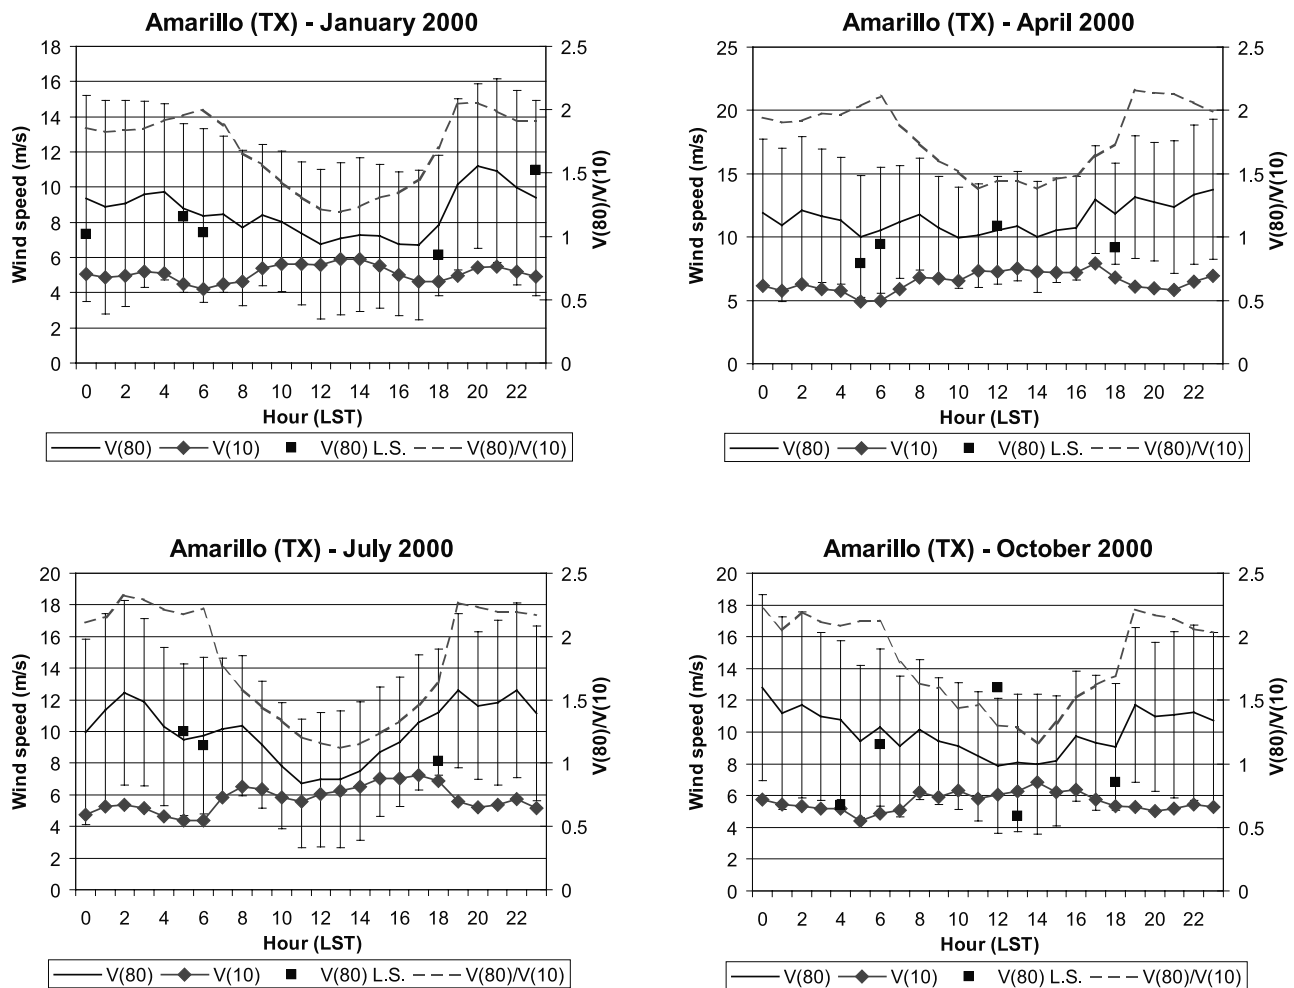 Amarillo (TX) - January 2000
18
16
14
12
10
8
6
4
2
0
Wind speed (m/s)
2.5
2
1.5
1
0.5
0
V(80)/V(10)
0 2 4 6 8 10 12 14 16 18 20 22
Hour (LST)
V(80) V(10) V(80) L.S. V(80)/V(10)
Amarillo (TX) - April 2000
25
20
15
10
5
0
Wind speed (m/s)
2.5
2
1.5
1
0.5
0
V(80)/V(10)
0 2 4 6 8 10 12 14 16 18 20 22
Hour (LST)
V(80) V(10) V(80) L.S. V(80)/V(10)
Amarillo (TX) - July 2000
20
18
16
14
12
10
8
6
4
2
0
Wind speed (m/s)
2.5
2
1.5
1
0.5
0
V(80)/V(10)
0 2 4 6 8 10 12 14 16 18 20 22
Hour (LST)
V(80) V(10) V(80) L.S. V(80)/V(10)
Amarillo (TX) - October 2000
20
18
16
14
12
10
8
6
4
2
0
Wind speed (m/s)
2.5
2
1.5
1
0.5
0
V(80)/V(10)
0 2 4 6 8 10 12 14 16 18 20 22
Hour (LST)
V(80) V(10) V(80) L.S. V(80)/V(10)